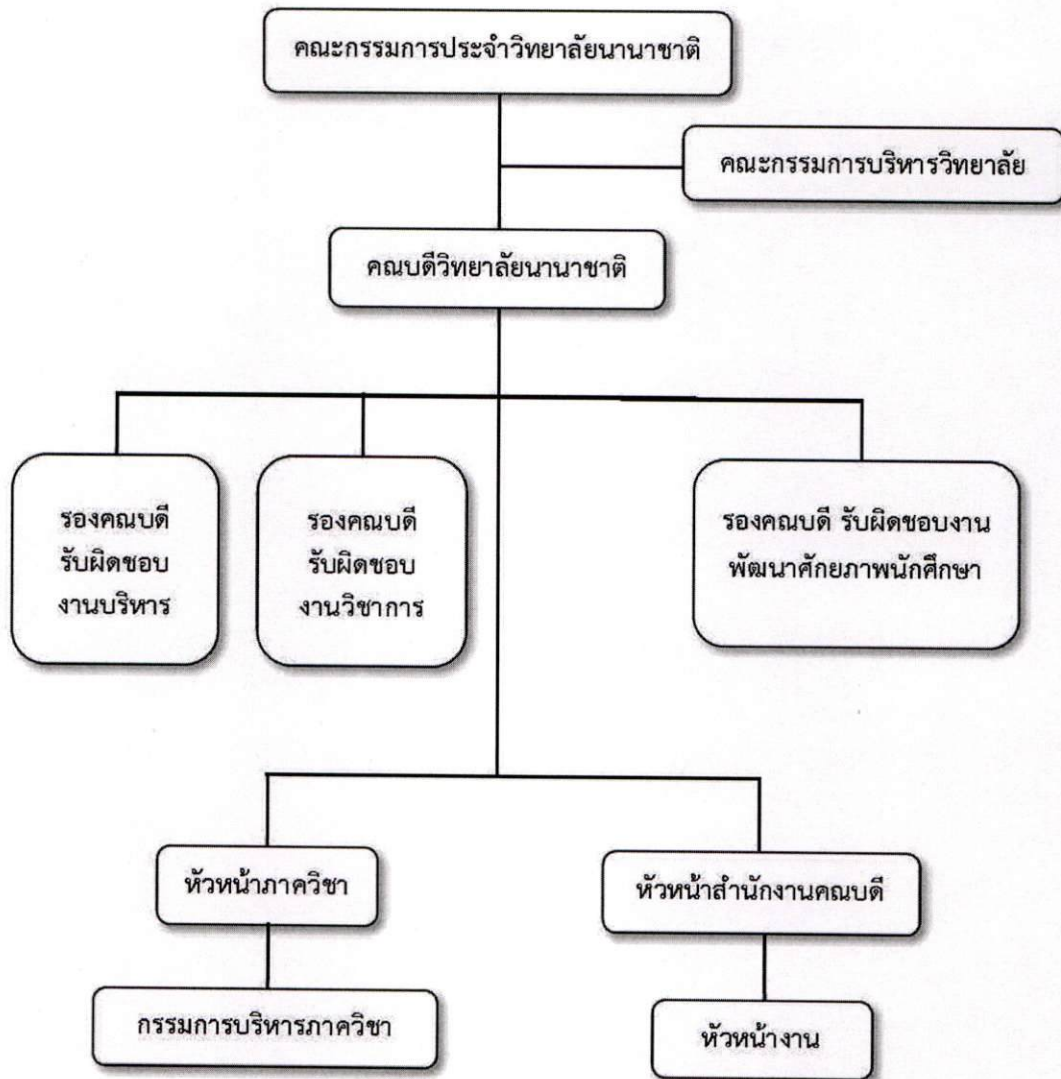 คณะกรรมการประจำวิทยาลัยนานาชาติ
คณะกรรมการบริหารวิทยาลัย
คณบดีวิทยาลัยนานาชาติ
รองคณบดี
รับผิดชอบ
งานบริหาร
รองคณบดี
รับผิดชอบ
งานวิชาการ
รองคณบดี รับผิดชอบงาน
พัฒนาศักยภาพนักศึกษา
หัวหน้าภาควิชา
หัวหน้าสำนักงานคณบดี
กรรมการบริหารภาควิชา
หัวหน้างาน